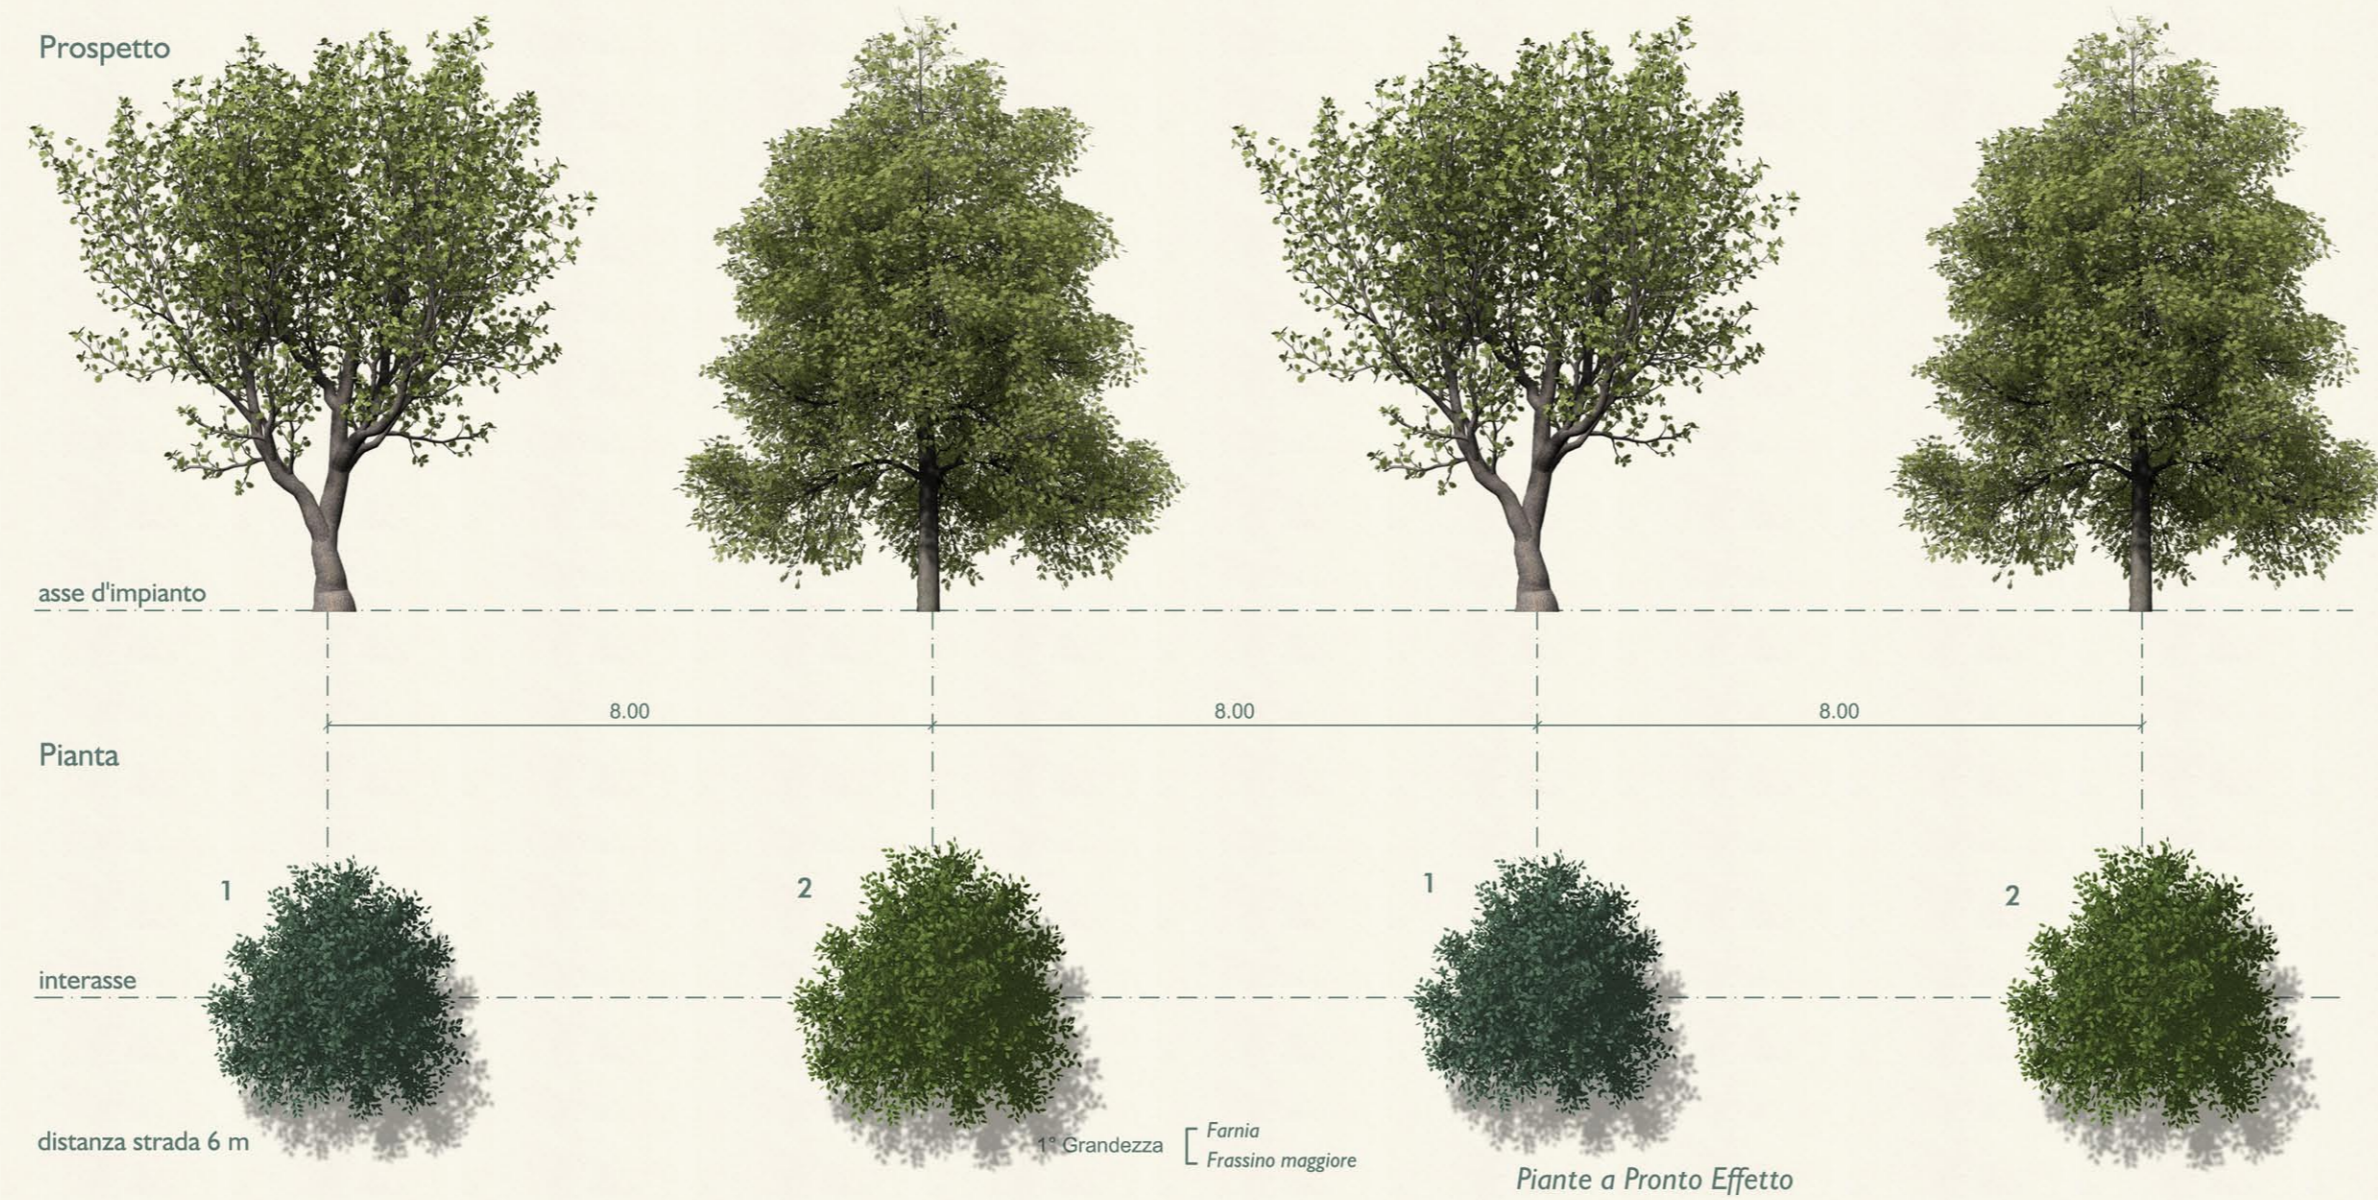 Prospetto
asse d'impianto
8.00
8.00
8.00
Pianta
1
2
1
2
interasse
distanza strada 6 m
1° Grandezza
Farnia
Frassino maggiore
Piante a Pronto Effetto